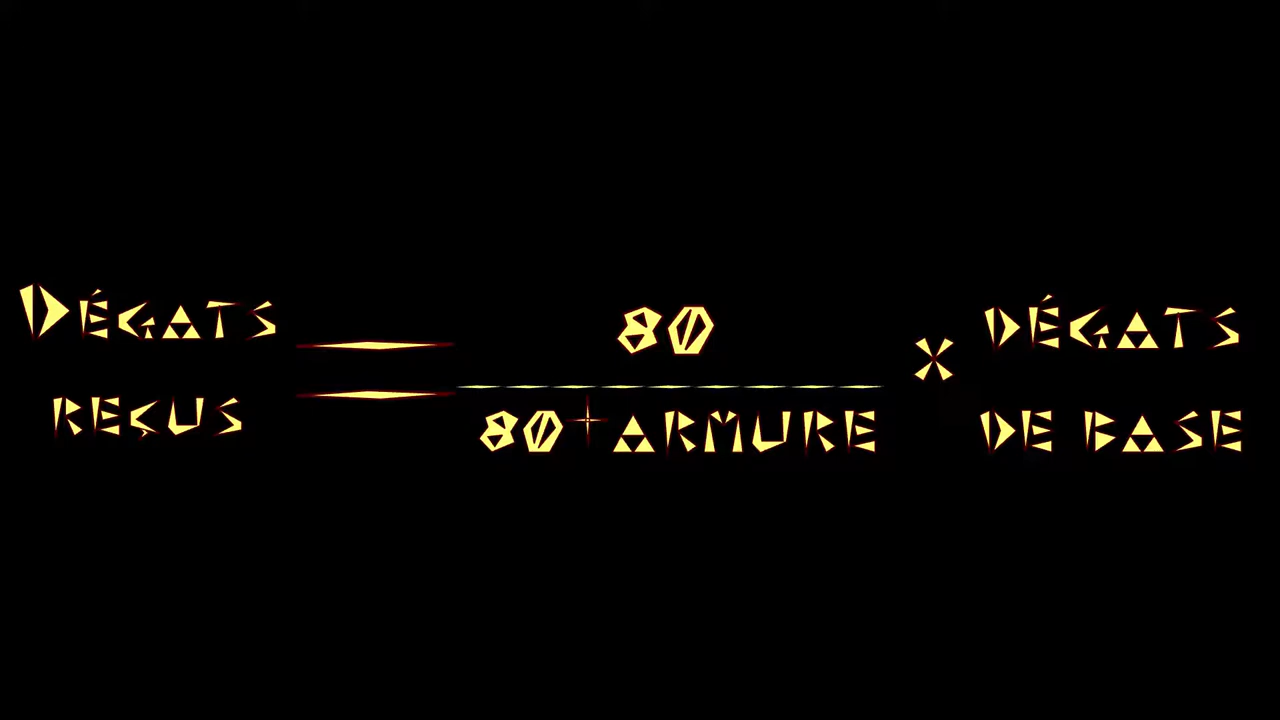 Dégats
reçus
=
80
80+armure
*
dégats
de base